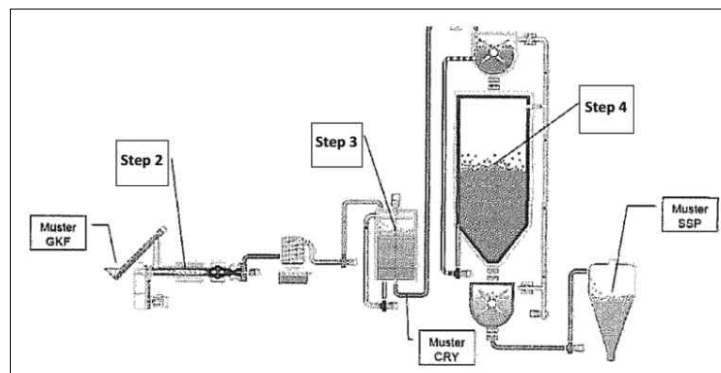 Step 4
Step 3
Step 2
Muster
SSP
Muster
GKF
Muster
CRY